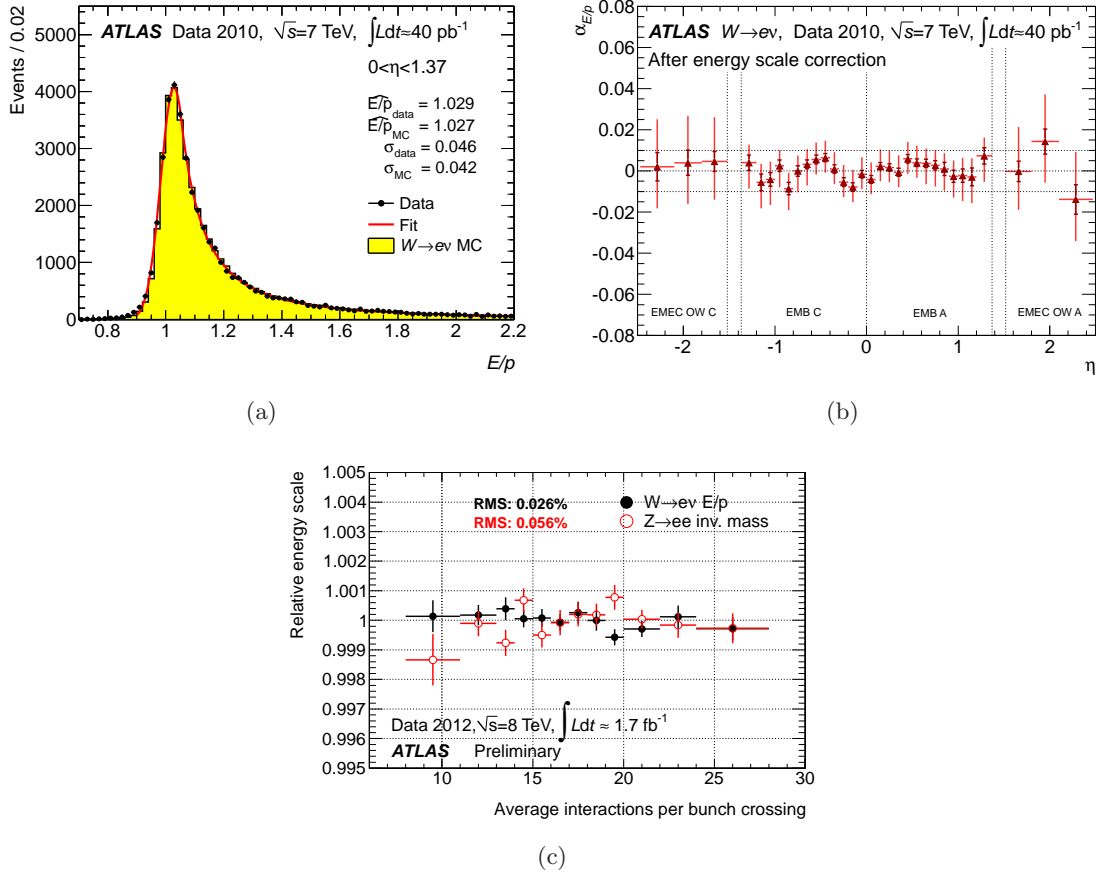 Events / 0.02
5000
4000
3000
2000
1000
0
ATLAS Data 2010, √s=7 TeV, ∫Ldt≈40 pb⁻¹
0<η<1.37
E/p data = 1.029
E/p MC = 1.027
σdata = 0.046
σMC = 0.042
Data
Fit
W→eν MC
0.8 1 1.2 1.4 1.6 1.8 2 2.2
E/p
(a)
αE/p
0.08
0.06
0.04
0.02
0.00
-0.02
-0.04
-0.06
-0.08
ATLAS W→eν, Data 2010, √s=7 TeV, ∫Ldt≈40 pb⁻¹
After energy scale correction
EMEC OW C EMB C EMB A EMEC OW A
-2 -1 0 1 2
η
(b)
Relative energy scale
1.005
1.004
1.003
1.002
1.001
1
0.999
0.998
0.997
0.996
0.995
RMS: 0.026%
RMS: 0.056%
W→eν E/p
Z→ee inv. mass
Data 2012,√s=8 TeV, ∫Ldt ≈ 1.7 fb⁻¹
ATLAS Preliminary
10 15 20 25 30
Average interactions per bunch crossing
(c)